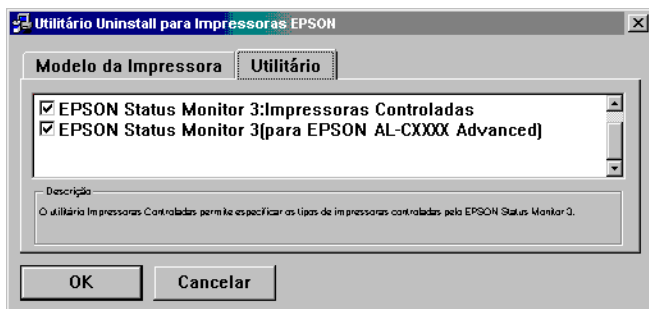 Utilitário Uninstall para Impressoras EPSON
Modelo da Impressora Utilitário
EPSON Status Monitor 3:Impressoras Controladas
EPSON Status Monitor 3(para EPSON AL-CXXXX Advanced)
Descrição
O utilitário Impressoras Controladas permite especificar os tipos de impressoras controladas pelo EPSON Status Monitor 3.
OK Cancelar